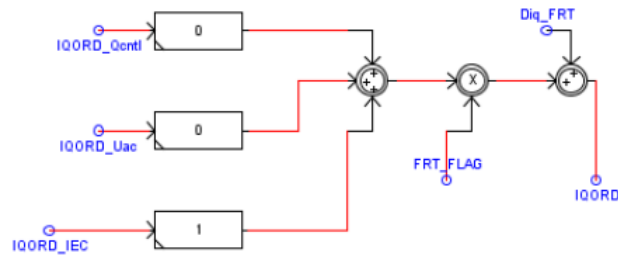 Diq_FRT
0
IQORD_Qcntl
+
+
+
X
+
+
0
IQORD_Uac
FRT_FLAG
IQORD
1
IQORD_IEC